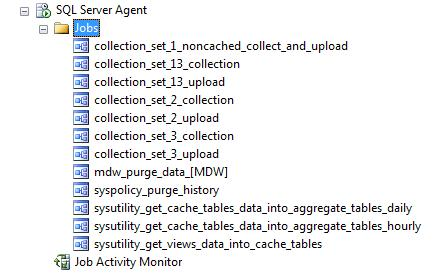 SQL Server Agent
Jobs
collection_set_1_noncached_collect_and_upload
collection_set_13_collection
collection_set_13_upload
collection_set_2_collection
collection_set_2_upload
collection_set_3_collection
collection_set_3_upload
mdw_purge_data_[MDW]
syspolicy_purge_history
sysutility_get_cache_tables_data_into_aggregate_tables_daily
sysutility_get_cache_tables_data_into_aggregate_tables_hourly
sysutility_get_views_data_into_cache_tables
Job Activity Monitor